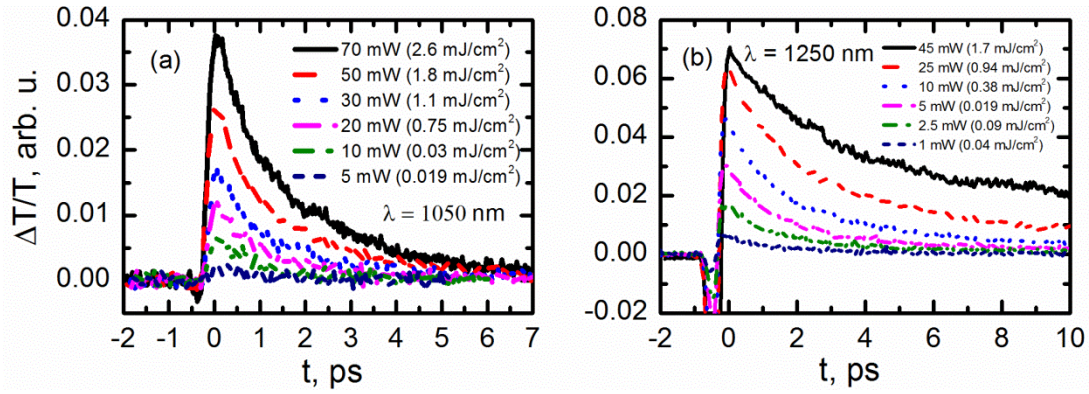 (a)
70 mW (2.6 mJ/cm²)
50 mW (1.8 mJ/cm²)
30 mW (1.1 mJ/cm²)
20 mW (0.75 mJ/cm²)
10 mW (0.03 mJ/cm²)
5 mW (0.019 mJ/cm²)
λ = 1050 nm
ΔT/T, arb. u.
0.04
0.03
0.02
0.01
0.00
-2 -1 0 1 2 3 4 5 6 7
t, ps
(b)
λ = 1250 nm
45 mW (1.7 mJ/cm²)
25 mW (0.94 mJ/cm²)
10 mW (0.38 mJ/cm²)
5 mW (0.019 mJ/cm²)
2.5 mW (0.09 mJ/cm²)
1 mW (0.04 mJ/cm²)
0.08
0.06
0.04
0.02
0.00
-0.02
-2 0 2 4 6 8 10
t, ps